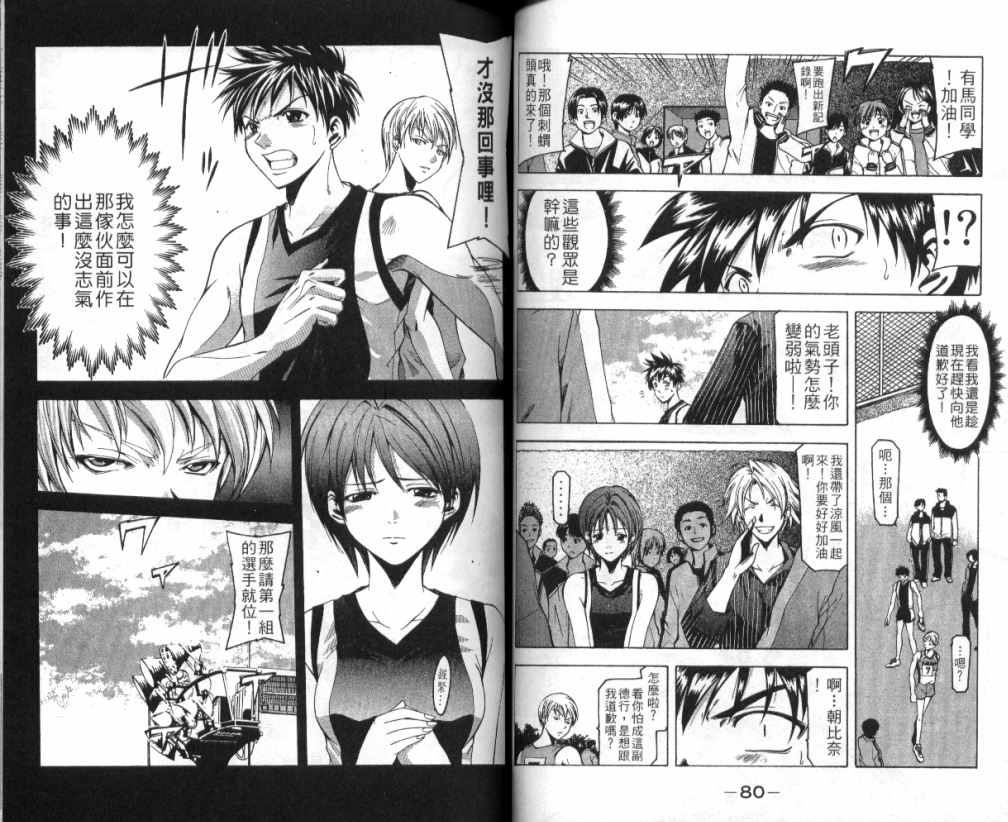 有馬同學
！加油！
要跑出新記
錄啊！
哦！那個刺蝟
頭真的來了！
!?
這些觀眾是
幹嘛的？
我看我還是趁
現在趕快向他
道歉好了！
呃…那個…
…嗯？
老頭子！你
的氣勢怎麼
變弱啦——！
我還帶了涼風一起
來！你要好好加油
啊！
……
啊…朝比奈
！
怎麼啦？
看你怕成這副
德行，是想跟
我道歉嗎？
—80—
才沒那回事哩！
我怎麼可以在
那傢伙面前作
出這麼沒志氣
的事！
握緊…
那麼請第一組
的選手就位！